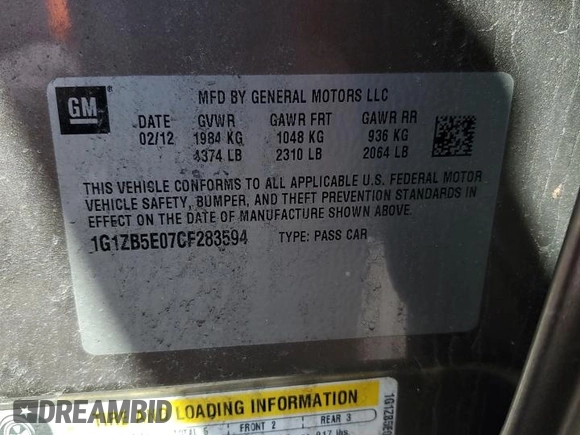 GM
MFD BY GENERAL MOTORS LLC
DATE GVWR GAWR FRT GAWR RR
02/12 1984 KG 1048 KG 936 KG
4374 LB 2310 LB 2064 LB
THIS VEHICLE CONFORMS TO ALL APPLICABLE U.S. FEDERAL MOTOR
VEHICLE SAFETY, BUMPER, AND THEFT PREVENTION STANDARDS IN
EFFECT ON THE DATE OF MANUFACTURE SHOWN ABOVE.
1G1ZB5E07CF283594 TYPE: PASS CAR
LOADING INFORMATION
FRONT 2 REAR 3
DREAMBID